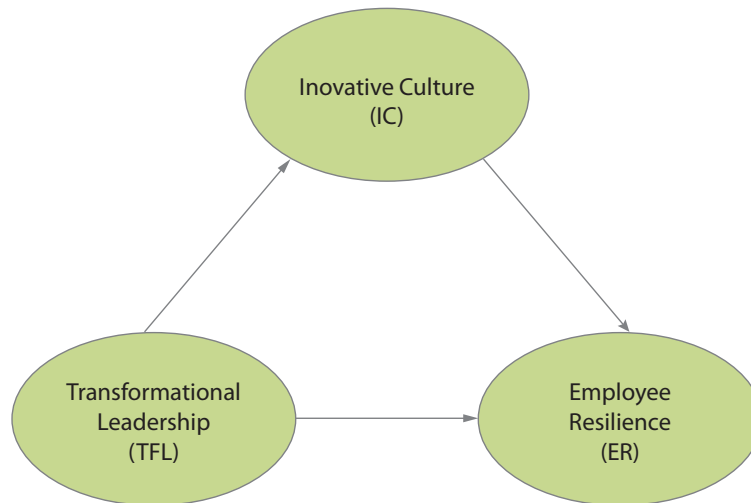 Inovative Culture
(IC)
Transformational
Leadership
(TFL)
Employee
Resilience
(ER)